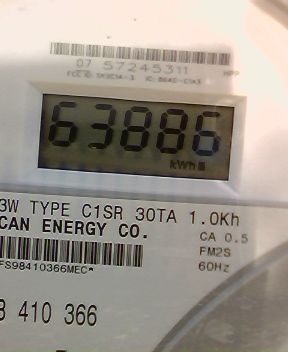 07 57245311
63886
kWh
3W TYPE C1SR 30TA 1.0Kh
CAN ENERGY CO.
CA 0.5
FM2S
FS98410366MEC*
60Hz
8 410 366